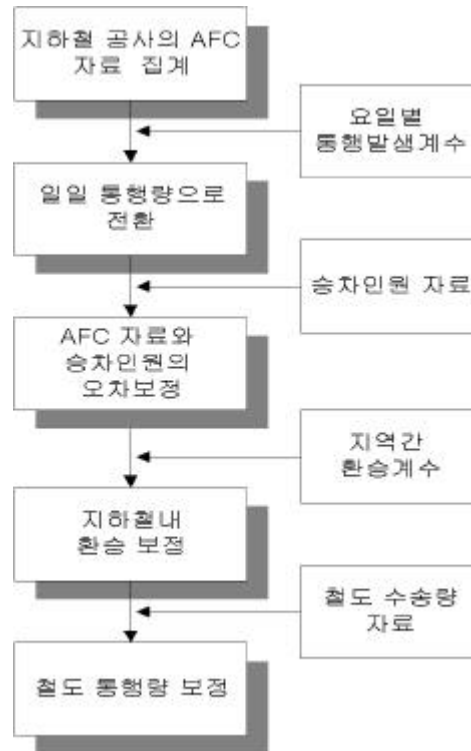 지하철 공사의 AFC
자료 집계
요일별
통행발생계수
일일 통행량으로
전환
승차인원 자료
AFC 자료와
승차인원의
오차보정
지역간
환승계수
지하철내
환승 보정
철도 수송량
자료
철도 통행량 보정